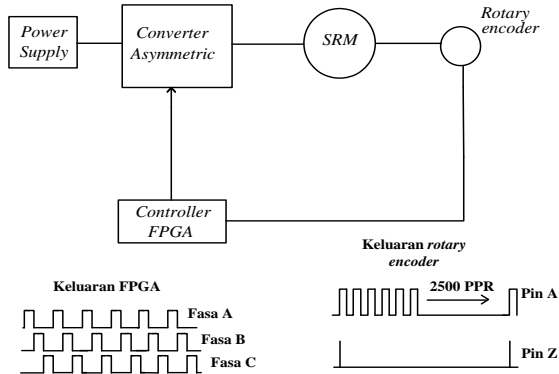 Power
Supply
Converter
Asymmetric
SRM
Rotary
encoder
Controller
FPGA
Keluaran FPGA
Fasa A
Fasa B
Fasa C
Keluaran rotary
encoder
2500 PPR
Pin A
Pin Z